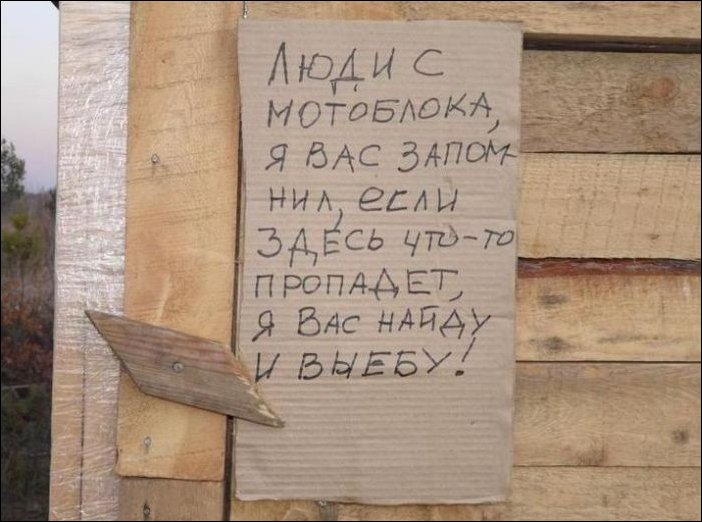 ЛЮДИ С
МОТОБЛОКА,
Я ВАС ЗАПОМ-
НИЛ, ЕСЛИ
ЗДЕСЬ ЧТО-ТО
ПРОПАДЕТ,
Я ВАС НАЙДУ
И ВЫЕБУ!